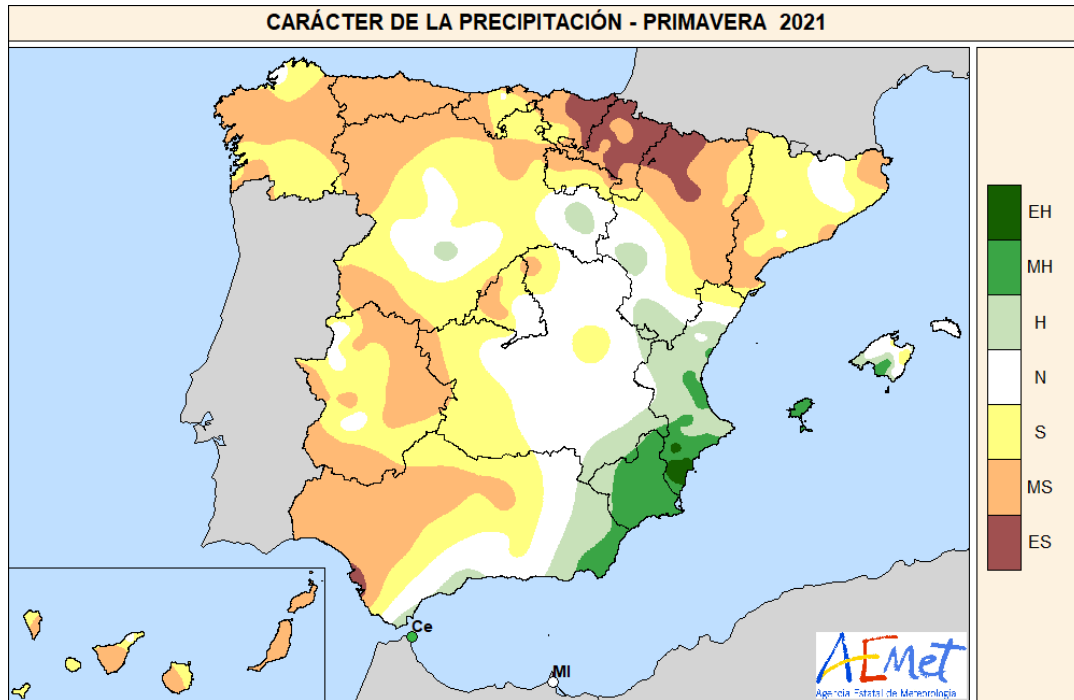 CARÁCTER DE LA PRECIPITACIÓN - PRIMAVERA 2021
EH
MH
H
N
S
MS
ES
Ce
Ml
AEMet
Agencia Estatal de Meteorología